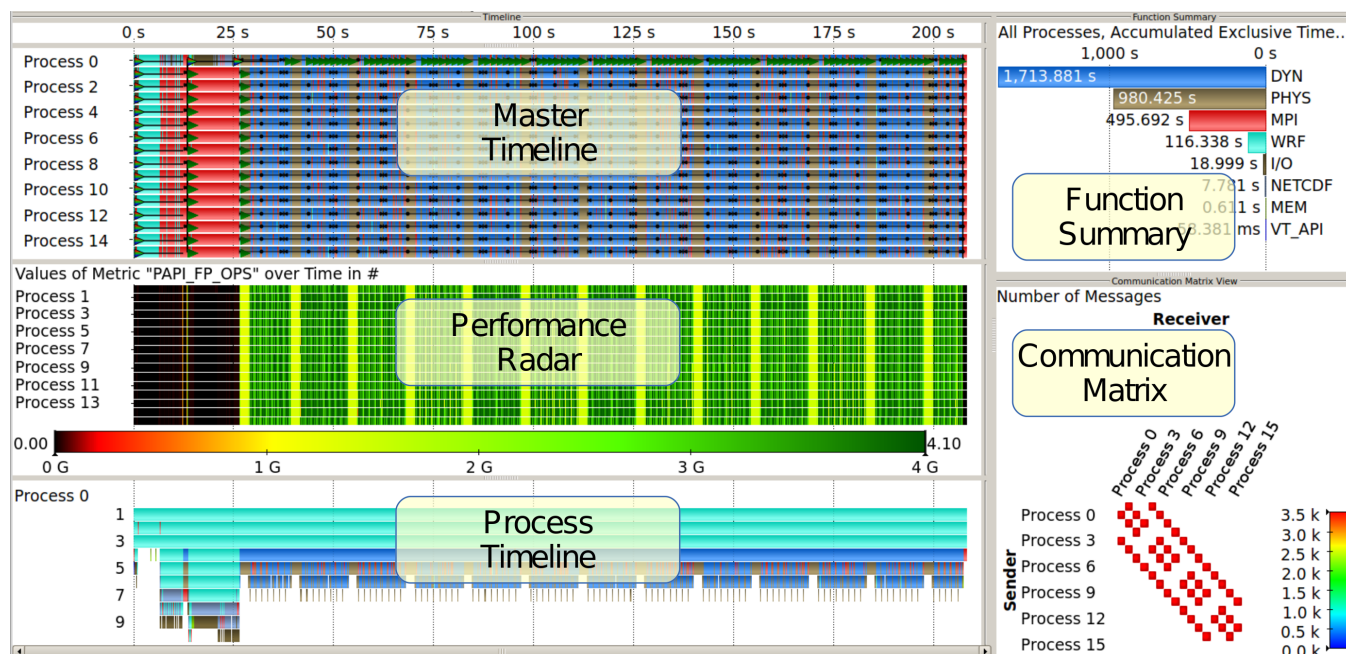 Timeline
0 s 25 s 50 s 75 s 100 s 125 s 150 s 175 s 200 s
Process 0
Process 2
Process 4
Process 6
Process 8
Process 10
Process 12
Process 14
Master
Timeline
Values of Metric "PAPI_FP_OPS" over Time in #
Process 1
Process 3
Process 5
Process 7
Process 9
Process 11
Process 13
Performance
Radar
0.00 4.10
0 G 1 G 2 G 3 G 4 G
Process 0
1
3
5
7
9
Process
Timeline
Function Summary
All Processes, Accumulated Exclusive Time...
1,000 s 0 s
1,713.881 s DYN
980.425 s PHYS
495.692 s MPI
116.338 s WRF
18.999 s I/O
7.781 s NETCDF
0.611 s MEM
58.381 ms VT_API
Function
Summary
Communication Matrix View
Number of Messages
Receiver
Communication
Matrix
Process 0 Process 3 Process 6 Process 9 Process 12 Process 15
Sender
Process 0
Process 3
Process 6
Process 9
Process 12
Process 15
3.5 k
3.0 k
2.5 k
2.0 k
1.5 k
1.0 k
0.5 k
0.0 k